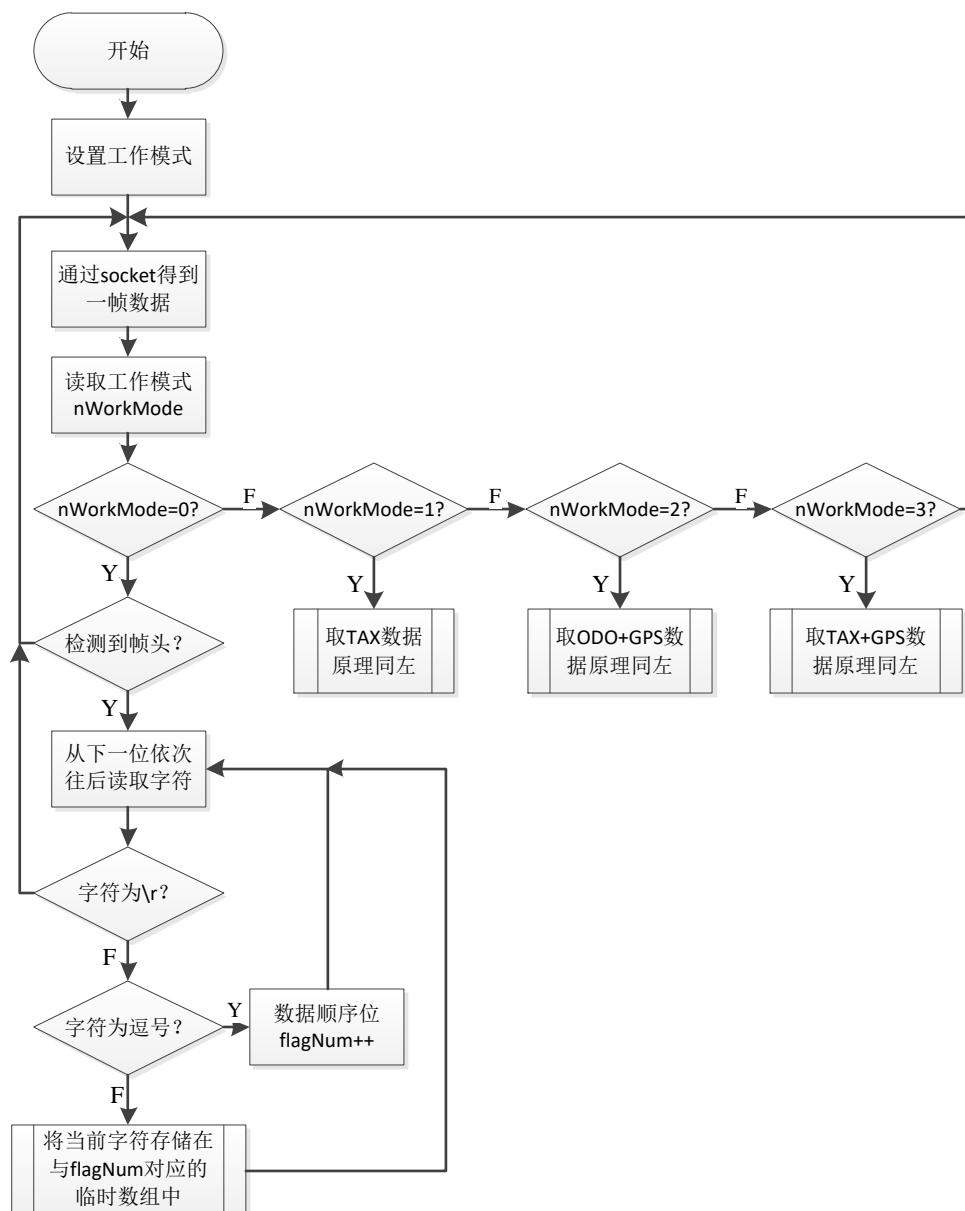 开始
设置工作模式
通过socket得到
一帧数据
读取工作模式
nWorkMode
nWorkMode=0?
F
nWorkMode=1?
F
nWorkMode=2?
F
nWorkMode=3?
Y
Y
Y
Y
检测到帧头？
取TAX数据
原理同左
取ODO+GPS数
据原理同左
取TAX+GPS数
据原理同左
Y
从下一位依次
往后读取字符
字符为\r？
F
字符为逗号？
Y
数据顺序位
flagNum++
F
将当前字符存储在
与flagNum对应的
临时数组中